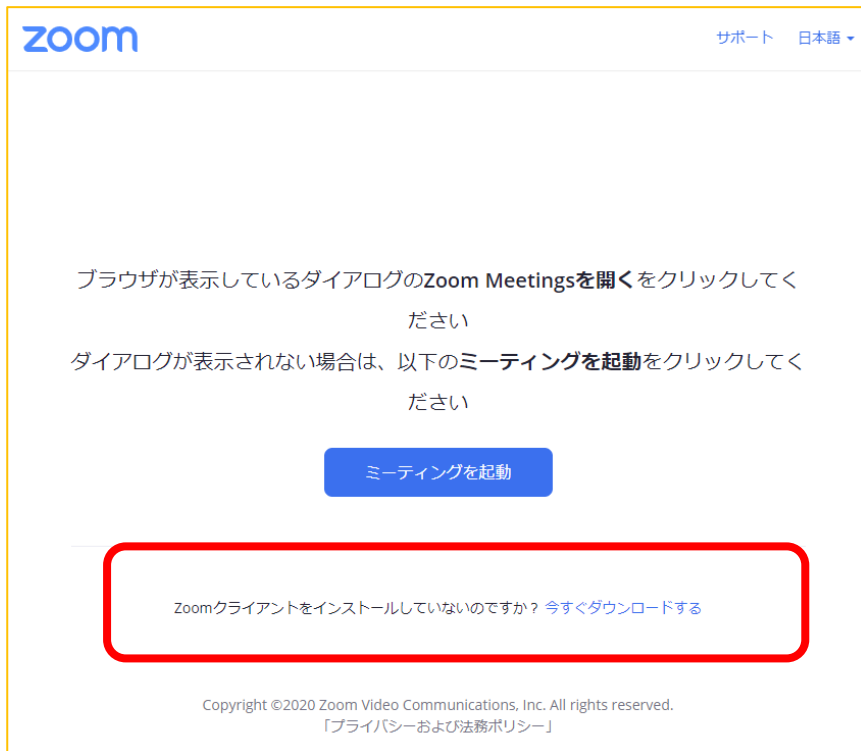 zoom
サポート 日本語
ブラウザが表示しているダイアログのZoom Meetingsを開くをクリックしてく
ださい
ダイアログが表示されない場合は、以下のミーティングを起動をクリックしてく
ださい
ミーティングを起動
Zoomクライアントをインストールしていないのですか？今すぐダウンロードする
Copyright ©2020 Zoom Video Communications, Inc. All rights reserved.
「プライバシーおよび法務ポリシー」